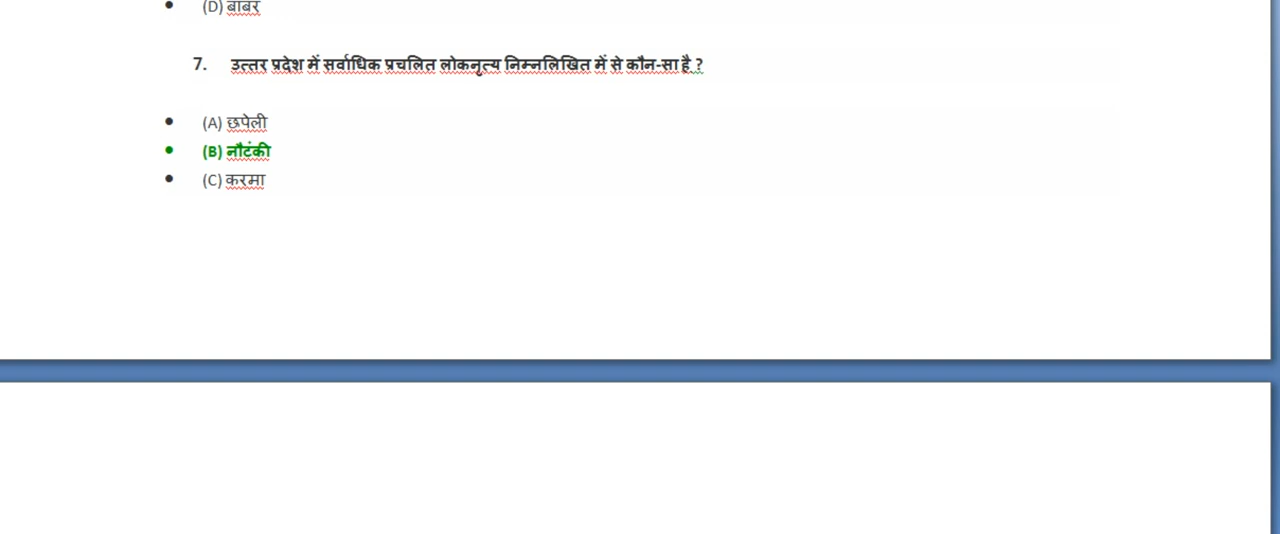 (D) बाबर
7. उत्तर प्रदेश में सर्वाधिक प्रचलित लोकनृत्य निम्नलिखित में से कौन-सा है ?
(A) छपेली
(B) नौटंकी
(C) करमा